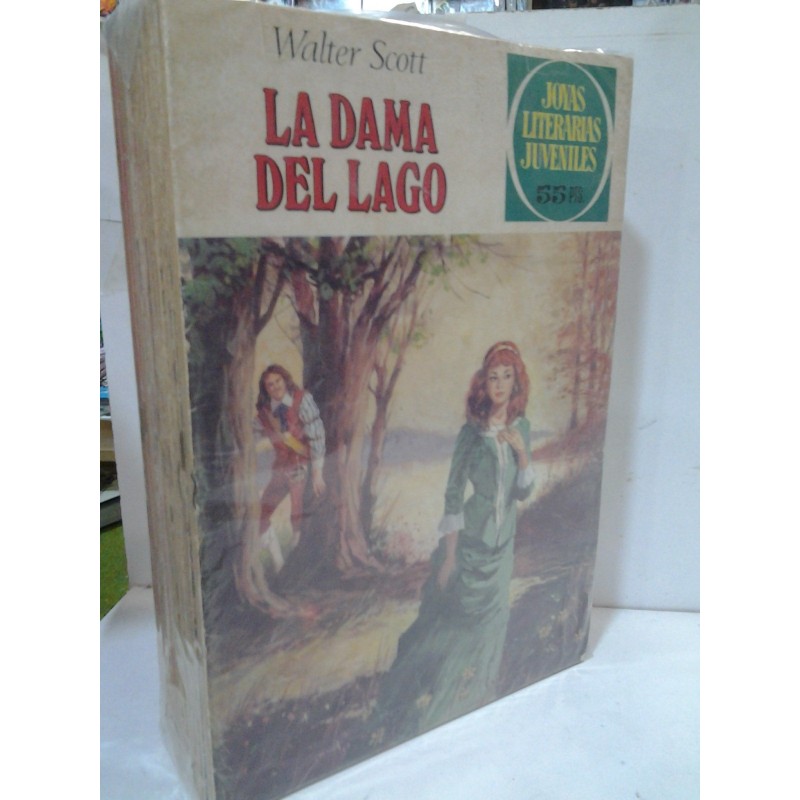 Walter Scott
LA DAMA
DEL LAGO
JOYAS
LITERARIAS
JUVENILES
55